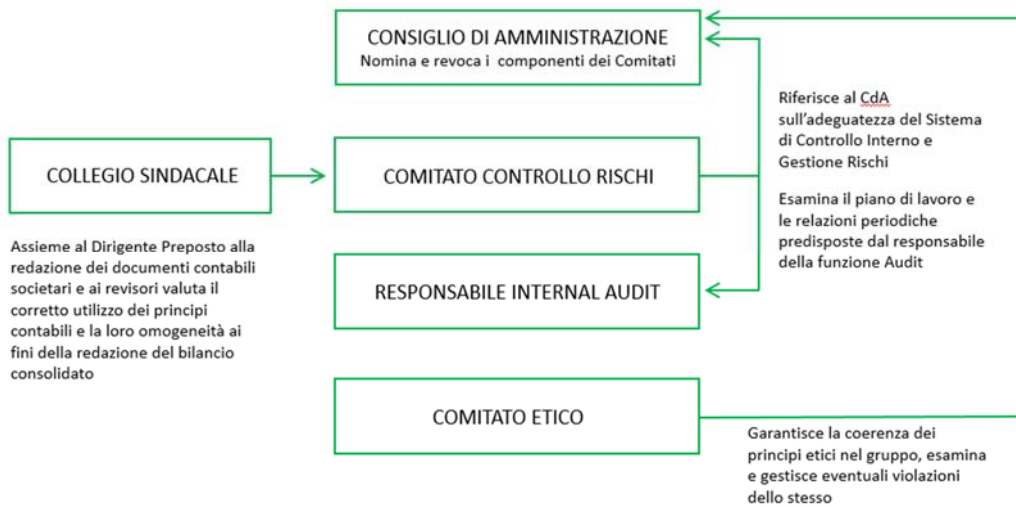 CONSIGLIO DI AMMINISTRAZIONE
Nomina e revoca i componenti dei Comitati
Riferisce al CdA
sull'adeguatezza del Sistema
di Controllo Interno e
Gestione Rischi
COLLEGIO SINDACALE
COMITATO CONTROLLO RISCHI
Esamina il piano di lavoro e
le relazioni periodiche
predisposte dal responsabile
della funzione Audit
Assieme al Dirigente Preposto alla
redazione dei documenti contabili
societari e ai revisori valuta il
corretto utilizzo dei principi
contabili e la loro omogeneità ai
fini della redazione del bilancio
consolidato
RESPONSABILE INTERNAL AUDIT
COMITATO ETICO
Garantisce la coerenza dei
principi etici nel gruppo, esamina
e gestisce eventuali violazioni
dello stesso